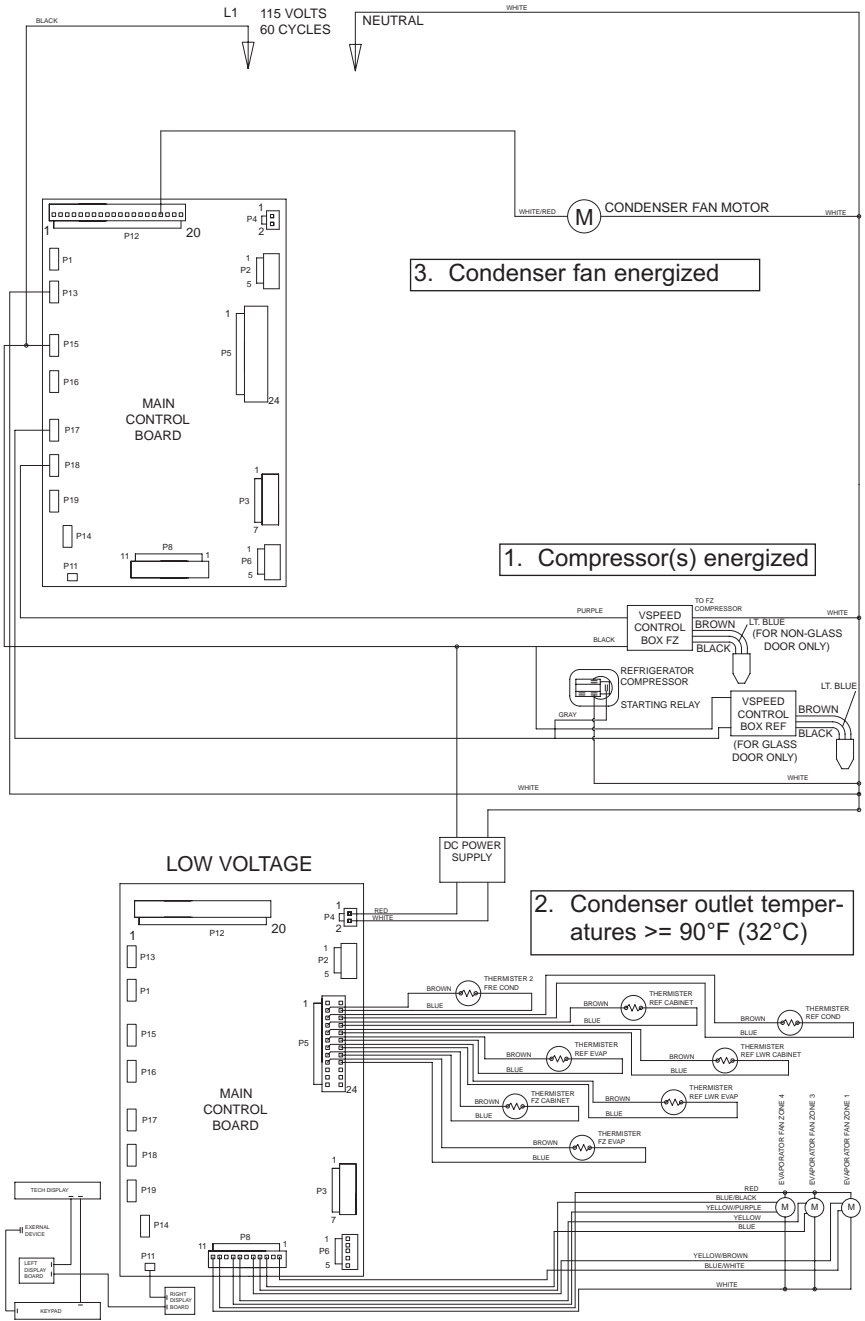 L1
115 VOLTS
60 CYCLES
NEUTRAL
WHITE
BLACK
WHITE/RED
M
CONDENSER FAN MOTOR
WHITE
1
P12
20
1
P4
2
P1
1
P2
5
P13
3. Condenser fan energized
P15
1
P5
24
P16
MAIN
CONTROL
BOARD
P17
P18
P19
1
P3
7
P14
P8
11
1
P11
1
P6
5
1. Compressor(s) energized
PURPLE
BLACK
VSPEED
CONTROL
BOX FZ
TO FZ
COMPRESSOR
WHITE
BROWN
BLACK
LT. BLUE
(FOR NON-GLASS
DOOR ONLY)
REFRIGERATOR
COMPRESSOR
STARTING RELAY
GRAY
VSPEED
CONTROL
BOX REF
LT. BLUE
BROWN
BLACK
(FOR GLASS
DOOR ONLY)
WHITE
WHITE
DC POWER
SUPPLY
LOW VOLTAGE
2. Condenser outlet temper-
atures >= 90°F (32°C)
1
P12
20
1
P4
2
RED
WHITE
P13
1
P2
5
P1
P15
1
P5
24
P16
MAIN
CONTROL
BOARD
P17
P18
P19
1
P3
7
P14
P8
11
1
P11
1
P6
5
BROWN
THERMISTER 2
FRE COND
BLUE
BROWN
THERMISTER
REF CABINET
BLUE
BROWN
THERMISTER
REF COND
BLUE
BROWN
THERMISTER
REF EVAP
BLUE
BROWN
THERMISTER
REF LWR CABINET
BLUE
BROWN
THERMISTER
FZ CABINET
BLUE
BROWN
THERMISTER
REF LWR EVAP
BLUE
BROWN
THERMISTER
FZ EVAP
BLUE
EVAPORATOR FAN ZONE 4
EVAPORATOR FAN ZONE 3
EVAPORATOR FAN ZONE 1
RED
BLUE/BLACK
YELLOW/PURPLE
YELLOW
BLUE
M
M
M
YELLOW/BROWN
BLUE/WHITE
WHITE
TECH DISPLAY
EXERNAL
DEVICE
LEFT
DISPLAY
BOARD
KEYPAD
RIGHT
DISPLAY
BOARD